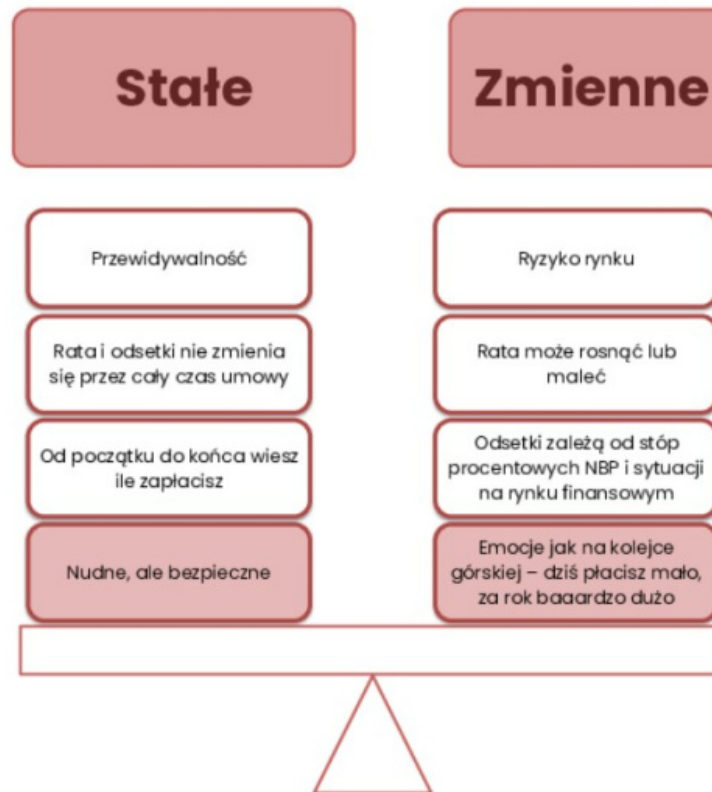 Stałe
Przewidywalność
Rata i odsetki nie zmienia
się przez cały czas umowy
Od początku do końca wiesz
ile zapłacisz
Nudne, ale bezpieczne
Zmienne
Ryzyko rynku
Rata może rosnąć lub
maleć
Odsetki zależą od stóp
procentowych NBP i sytuacji
na rynku finansowym
Emocje jak na kolejce
górskiej – dziś płacisz mało,
za rok baaardzo dużo